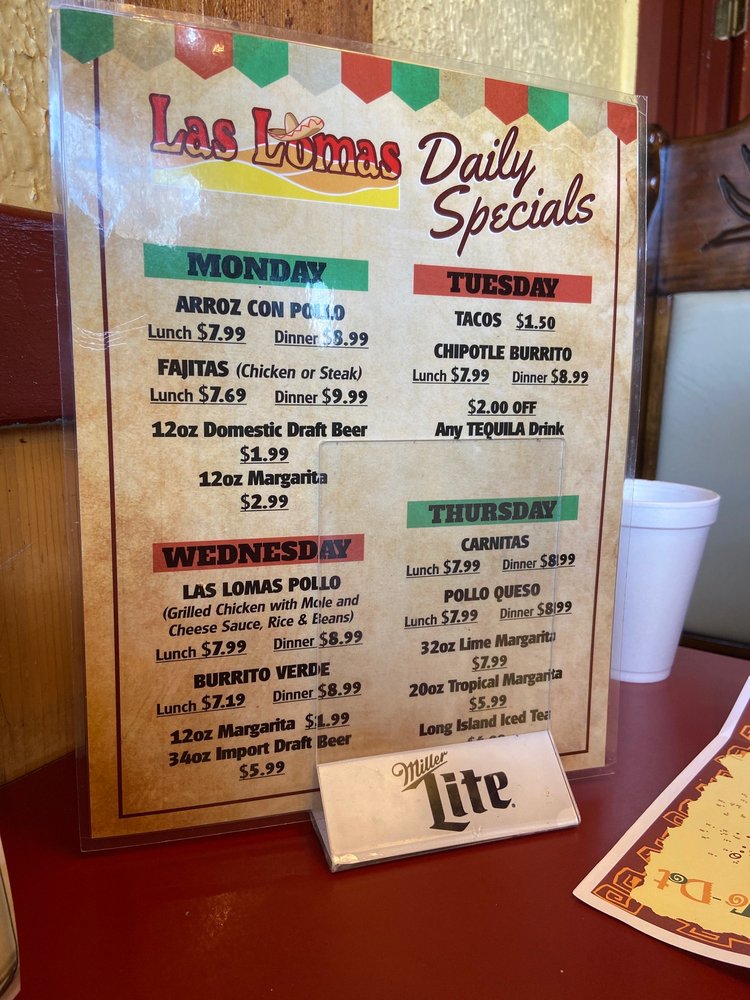 Las Lomas
Daily
Specials
MONDAY
ARROZ CON POLLO
Lunch $7.99 Dinner $8.99
FAJITAS (Chicken or Steak)
Lunch $7.69 Dinner $9.99
12oz Domestic Draft Beer
$1.99
12oz Margarita
$2.99
TUESDAY
TACOS $1.50
CHIPOTLE BURRITO
Lunch $7.99 Dinner $8.99
$2.00 OFF
Any TEQUILA Drink
WEDNESDAY
LAS LOMAS POLLO
(Grilled Chicken with Mole and
Cheese Sauce, Rice & Beans)
Lunch $7.99 Dinner $8.99
BURRITO VERDE
Lunch $7.19 Dinner $8.99
12oz Margarita $1.99
34oz Import Draft Beer
$5.99
THURSDAY
CARNITAS
Lunch $7.99 Dinner $8.99
POLLO QUESO
Lunch $7.99 Dinner $8.99
32oz Lime Margarita
$7.99
20oz Tropical Margarita
$5.99
Long Island Iced Tea
Miller
Lite
Dot